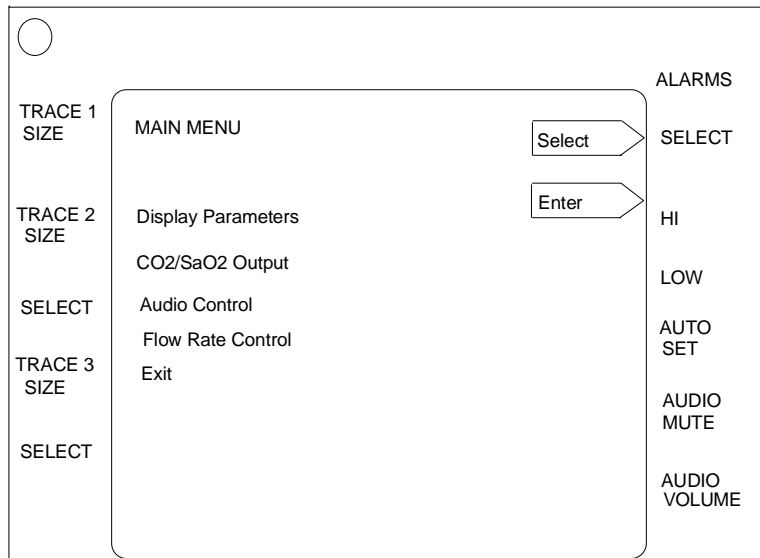 TRACE 1
SIZE
TRACE 2
SIZE
SELECT
TRACE 3
SIZE
SELECT
MAIN MENU
Display Parameters
CO2/SaO2 Output
Audio Control
Flow Rate Control
Exit
Select
Enter
ALARMS
SELECT
HI
LOW
AUTO
SET
AUDIO
MUTE
AUDIO
VOLUME